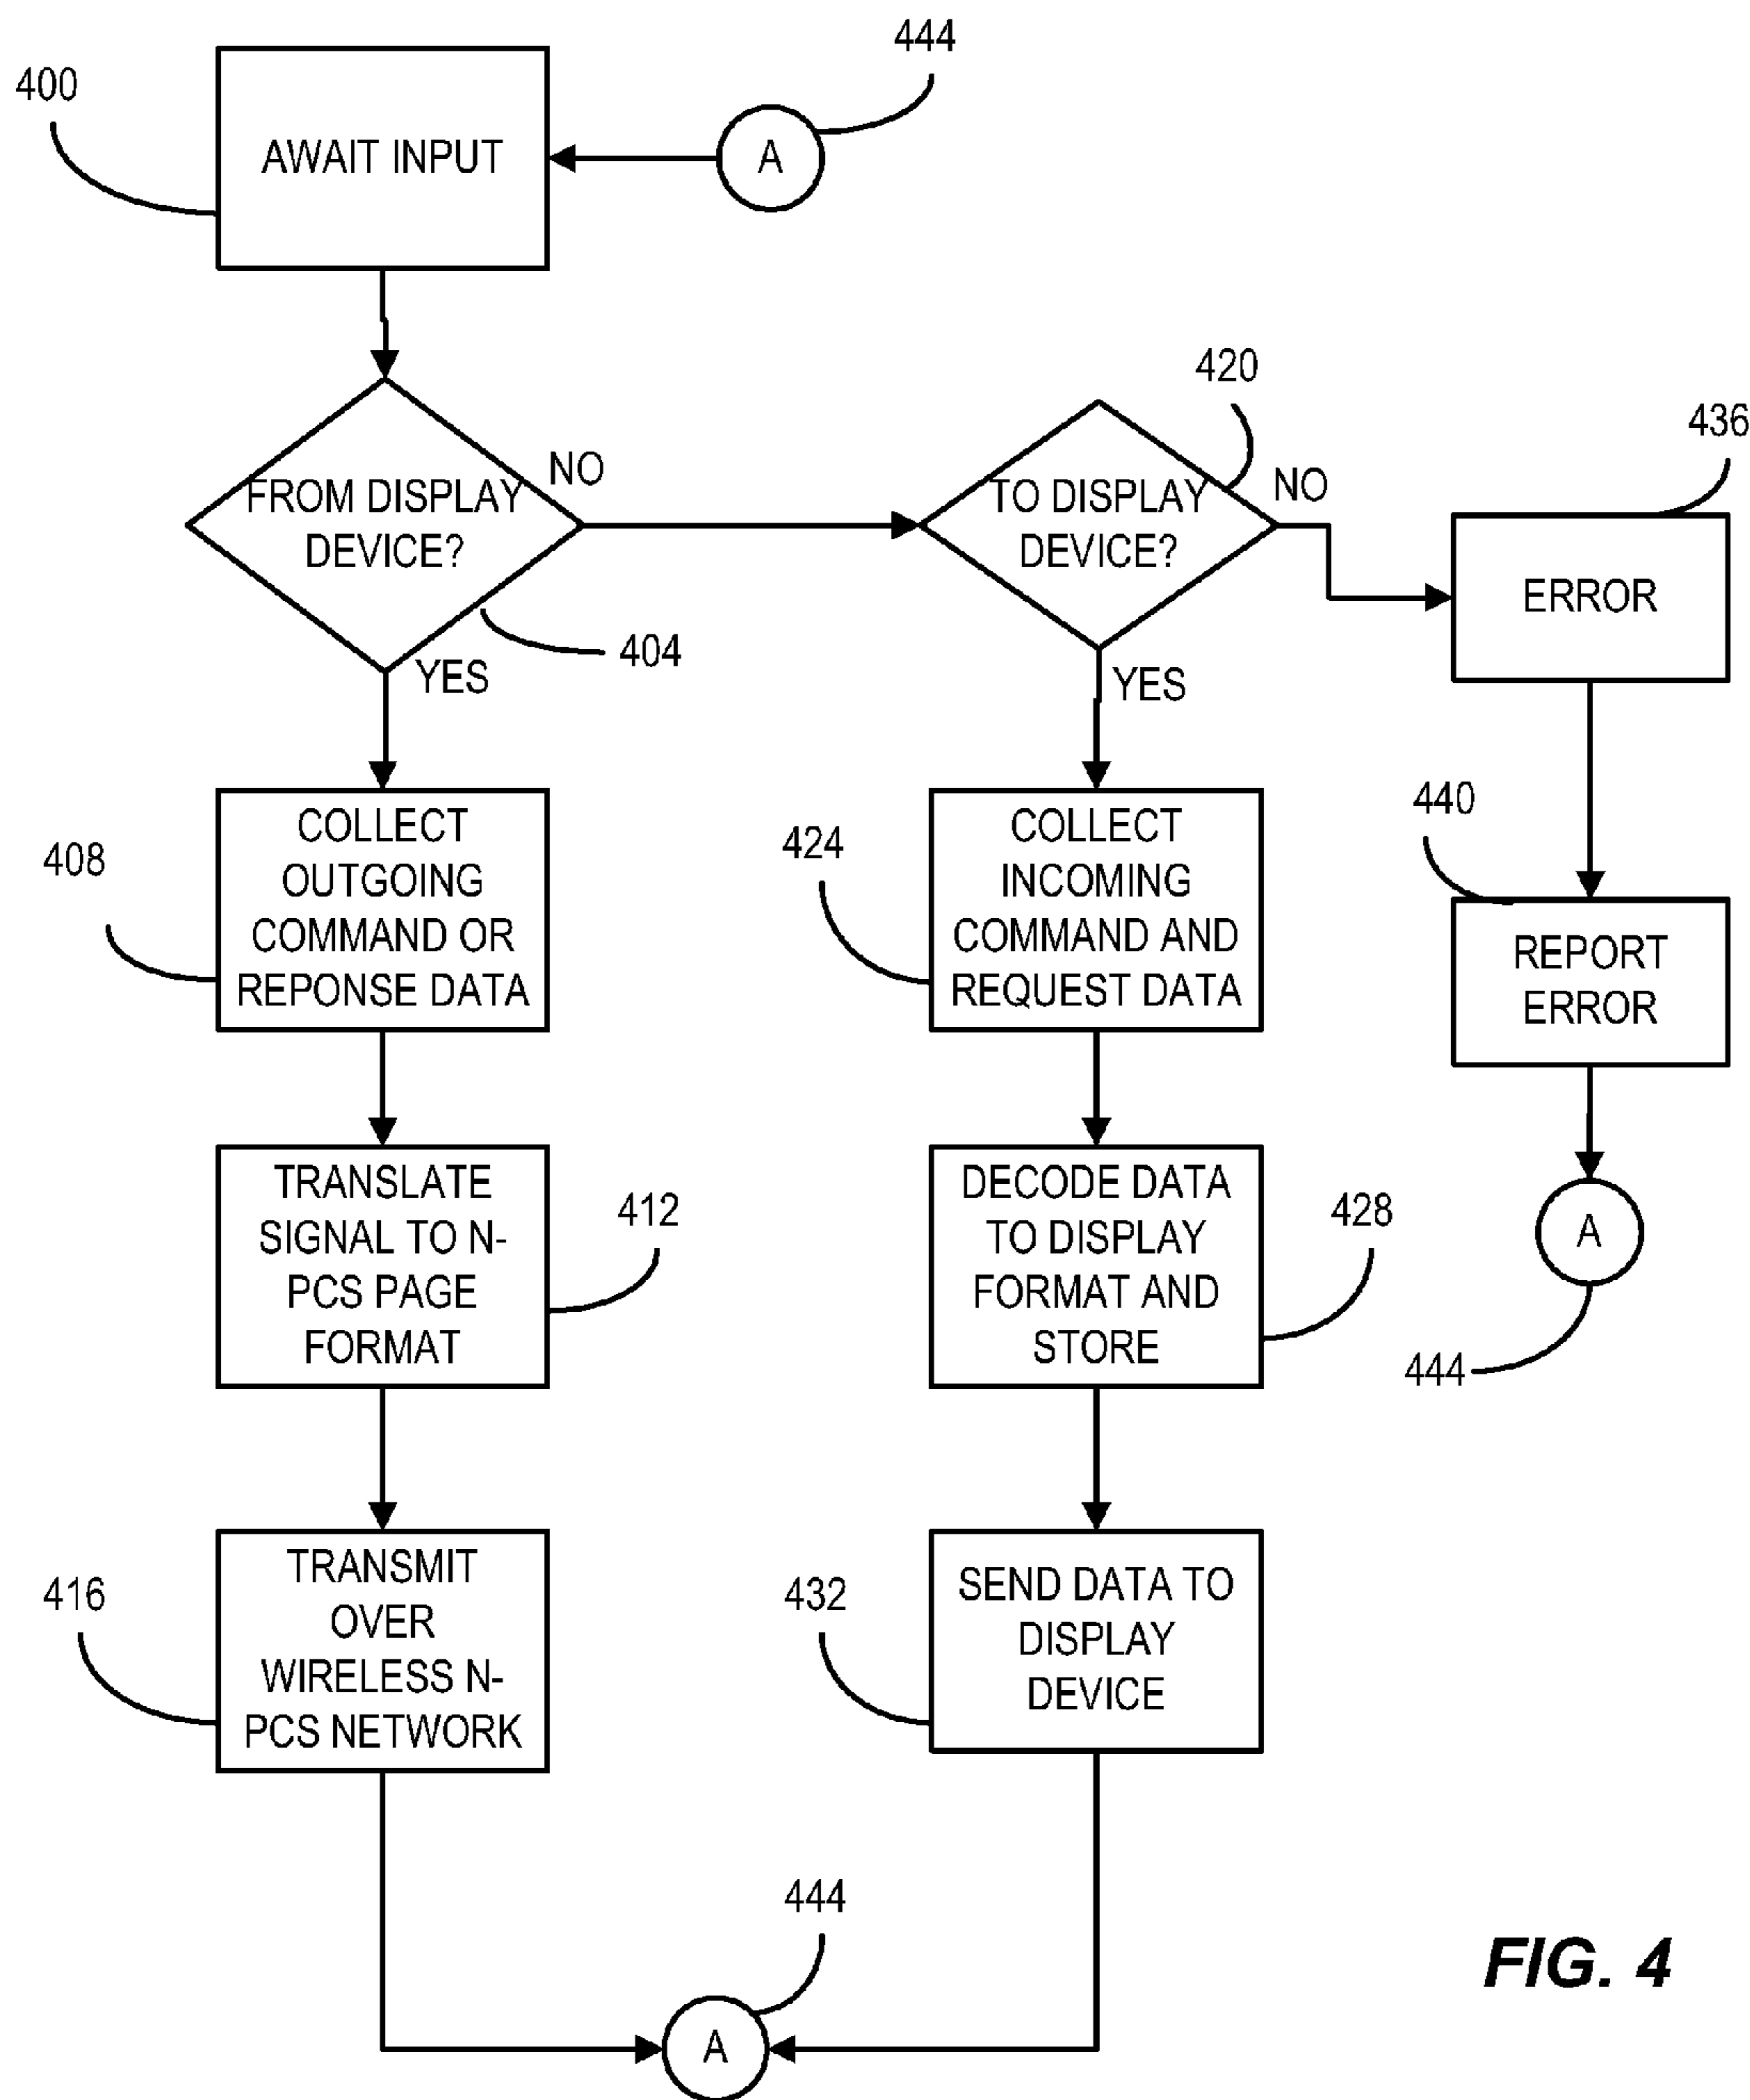 444
400
AWAIT INPUT
A
420
436
FROM DISPLAY
DEVICE?
NO
TO DISPLAY
DEVICE?
NO
ERROR
404
YES
YES
440
408
COLLECT
OUTGOING
COMMAND OR
REPONSE DATA
424
COLLECT
INCOMING
COMMAND AND
REQUEST DATA
REPORT
ERROR
TRANSLATE
SIGNAL TO N-
PCS PAGE
FORMAT
412
DECODE DATA
TO DISPLAY
FORMAT AND
STORE
428
A
444
416
TRANSMIT
OVER
WIRELESS N-
PCS NETWORK
432
SEND DATA TO
DISPLAY
DEVICE
444
A
FIG. 4